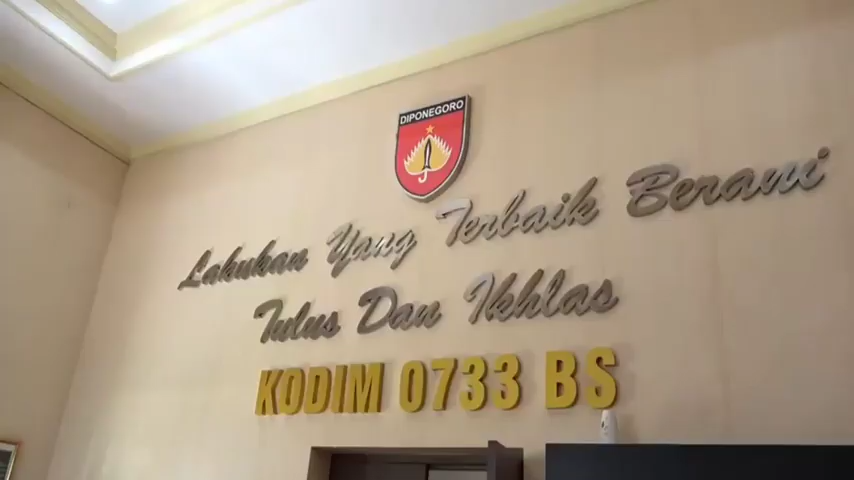 DIPONEGORO
Lakukan Yang Terbaik Berani
Tulus Dan Ikhlas
KODIM 0733 BS